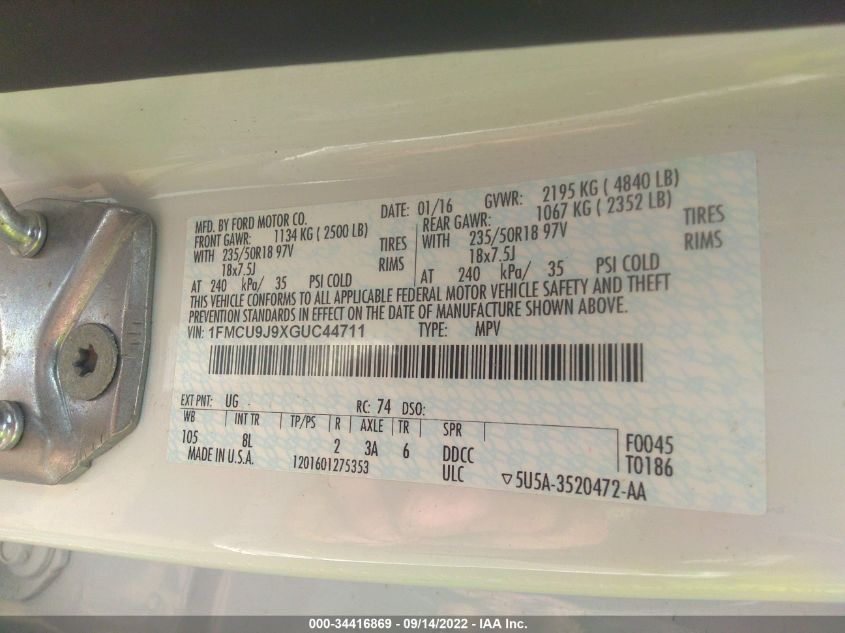 MFD. BY FORD MOTOR CO.
DATE: 01/16 GVWR: 2195 KG ( 4840 LB)
FRONT GAWR: 1134 KG ( 2500 LB)
REAR GAWR: 1067 KG ( 2352 LB)
WITH 235/50R18 97V TIRES
WITH 235/50R18 97V TIRES
18x7.5J RIMS
18x7.5J RIMS
AT 240 kPa/ 35 PSI COLD
AT 240 kPa/ 35 PSI COLD
THIS VEHICLE CONFORMS TO ALL APPLICABLE FEDERAL MOTOR VEHICLE SAFETY AND THEFT
PREVENTION STANDARDS IN EFFECT ON THE DATE OF MANUFACTURE SHOWN ABOVE.
VIN: 1FMCU9J9XGUC44711 TYPE: MPV
EXT PNT: UG RC: 74 DSO:
WB INT TR TP/PS R AXLE TR SPR
105 8L 2 3A 6 DDCC F0045
MADE IN U.S.A. 1201601275353 ULC T0186
▽5U5A-3520472-AA
000-34416869 - 09/14/2022 - IAA Inc.